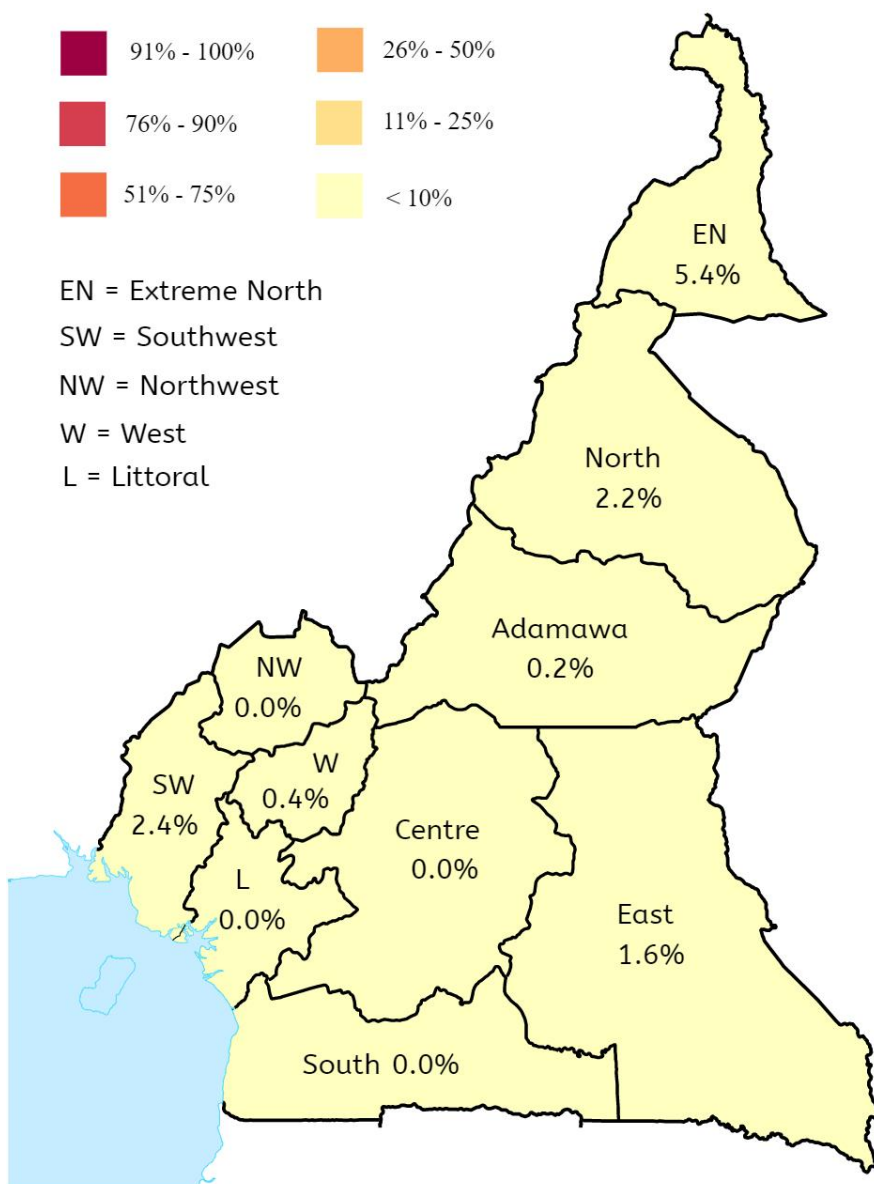 91% - 100%
26% - 50%
76% - 90%
11% - 25%
51% - 75%
< 10%
EN = Extreme North
SW = Southwest
NW = Northwest
W = West
L = Littoral
EN
5.4%
North
2.2%
Adamawa
0.2%
NW
0.0%
W
0.4%
SW
2.4%
Centre
0.0%
L
0.0%
East
1.6%
South 0.0%